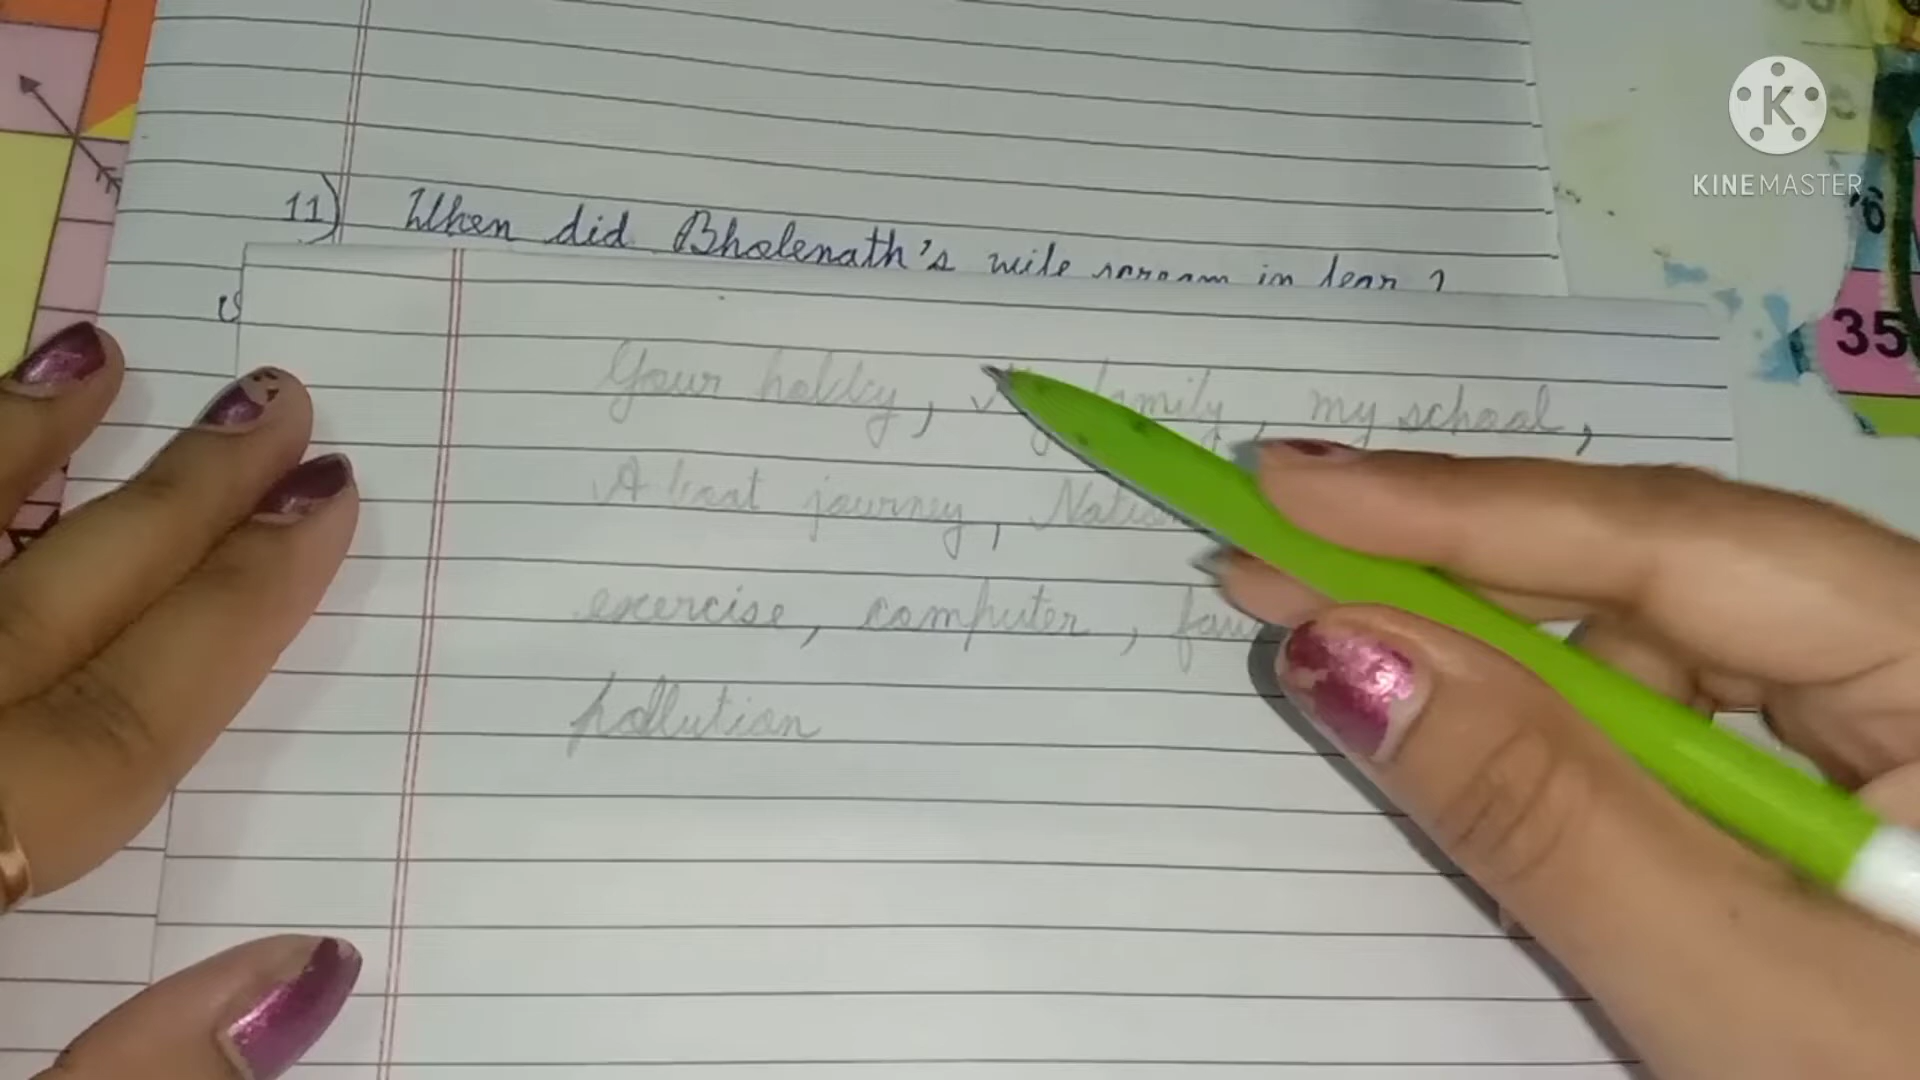 KINEMASTER
11) When did Bholenath's wife scream in fear?
Your hobby, My family, my school,
A boat journey,
exercise, computer,
pollution
35